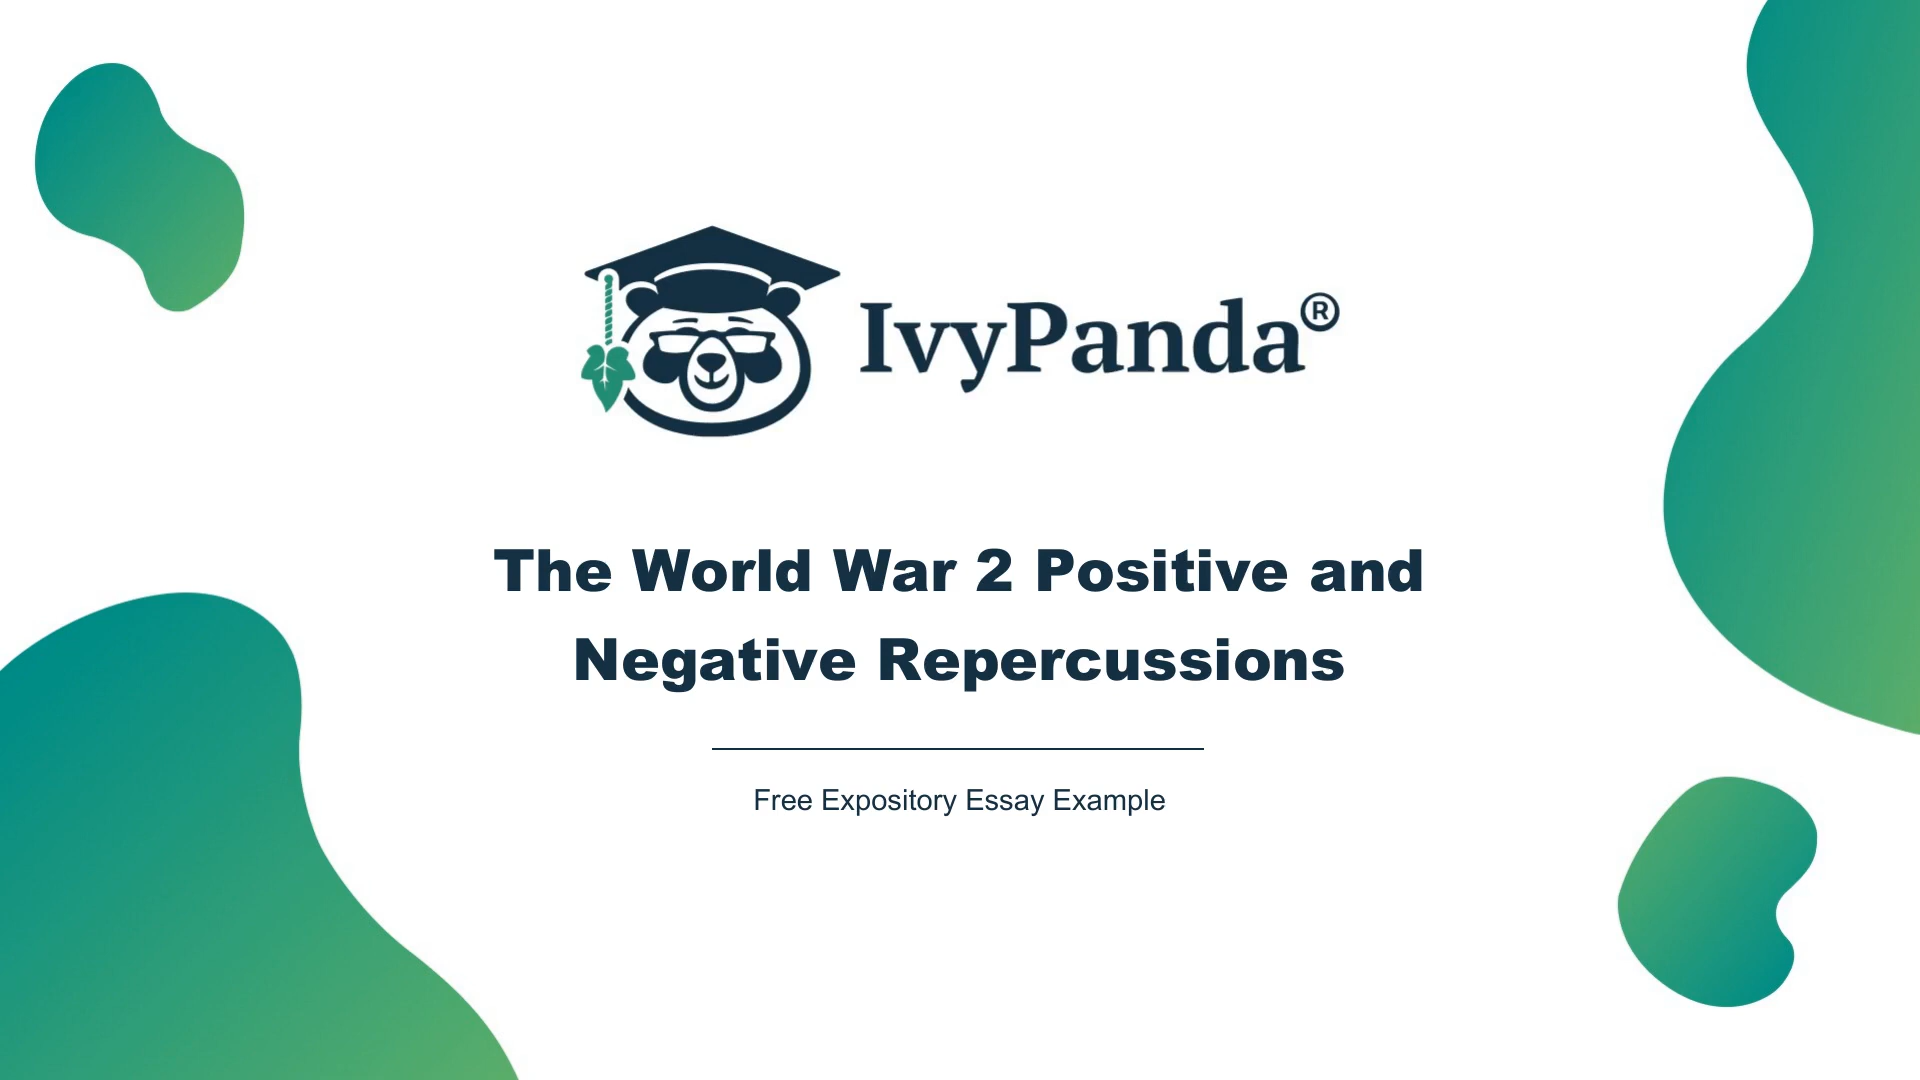 IvyPanda®
The World War 2 Positive and
Negative Repercussions
Free Expository Essay Example